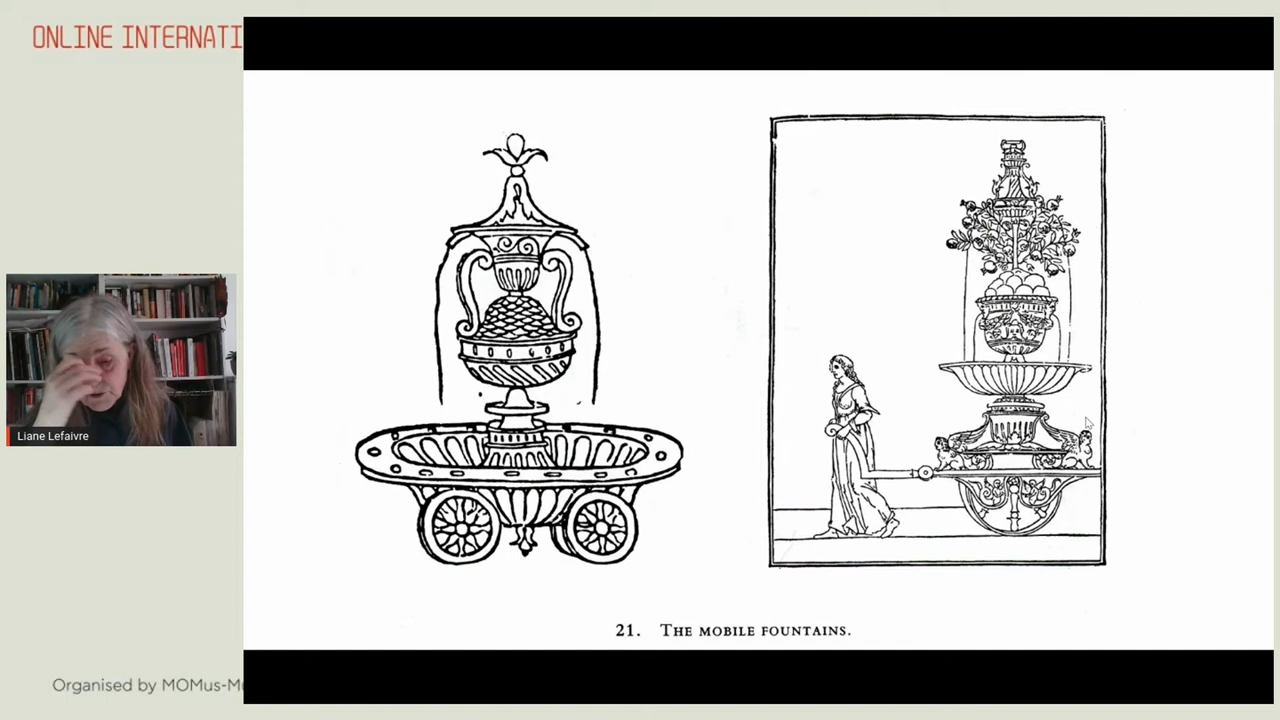 ONLINE INTERNATI
Liane Lefaivre
21. THE MOBILE FOUNTAINS.
Organised by MOMus-M